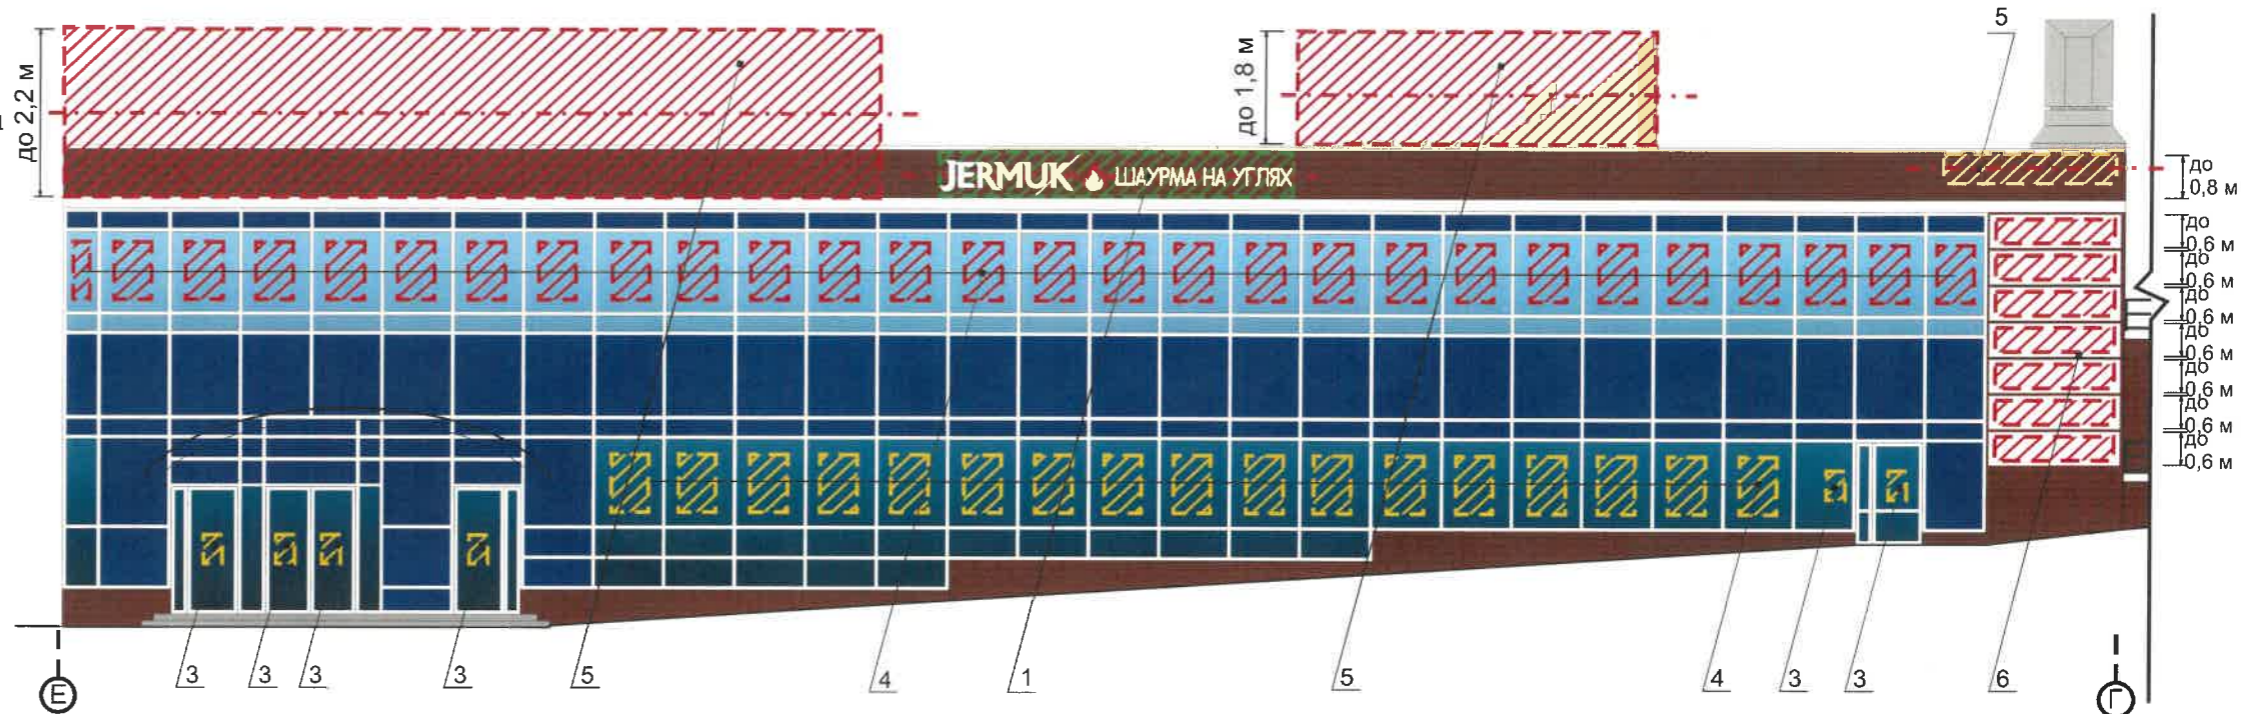 5
до 2,2 м
до 1,8 м
JERMUK ШАУРМА НА УГЛЯХ
до
0,8 м
до
0,6 м
до
0,6 м
до
0,6 м
до
0,6 м
до
0,6 м
до
0,6 м
до
0,6 м
3 3 3 3 5 4 1 5 4 3 3 6
Е Г